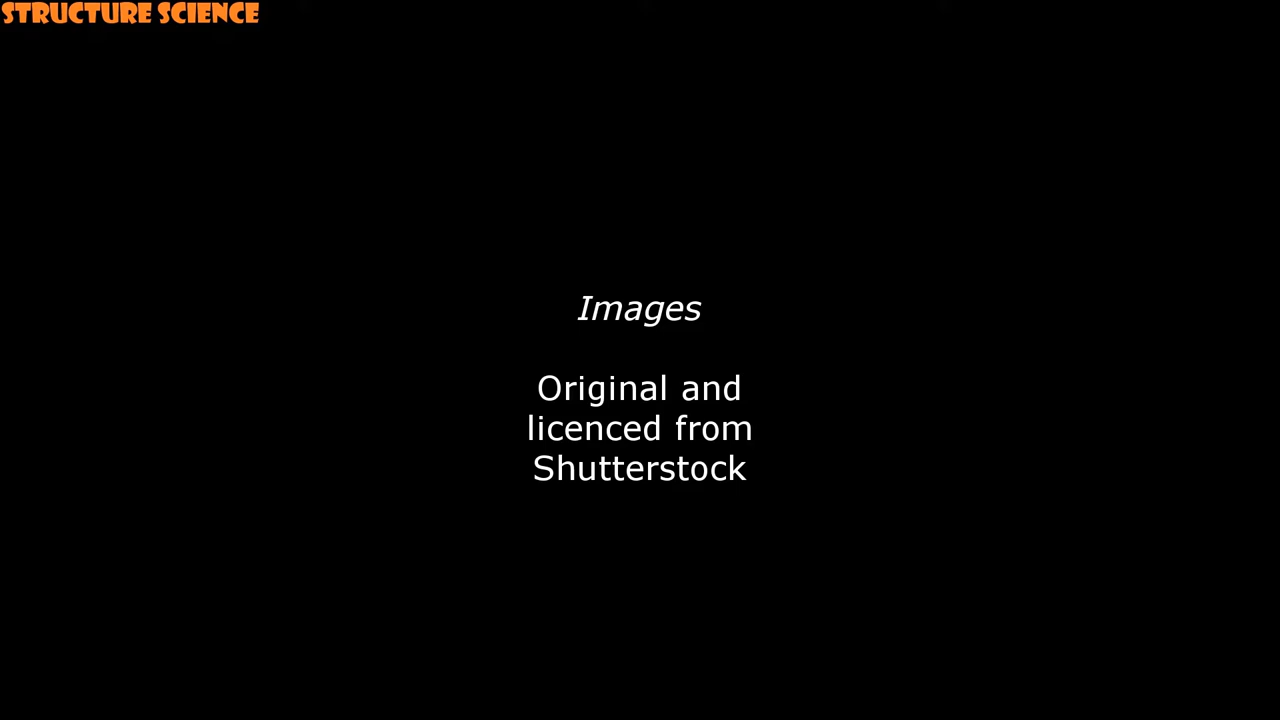 STRUCTURE SCIENCE
Images
Original and
licenced from
Shutterstock